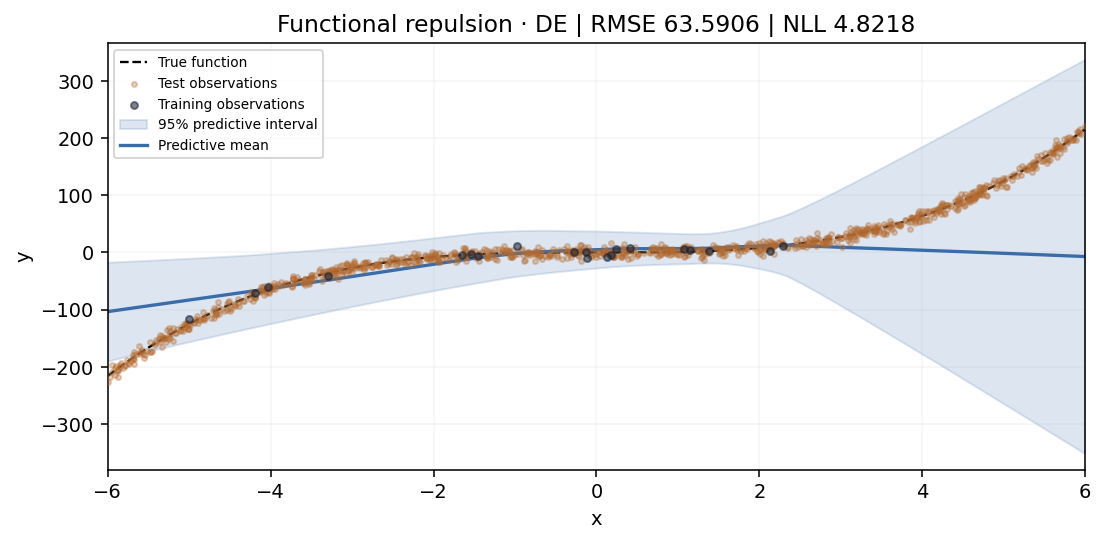 Functional repulsion · DE | RMSE 63.5906 | NLL 4.8218
True function
Test observations
Training observations
95% predictive interval
Predictive mean
300
200
100
0
−100
−200
−300
y
−6
−4
−2
0
2
4
6
x